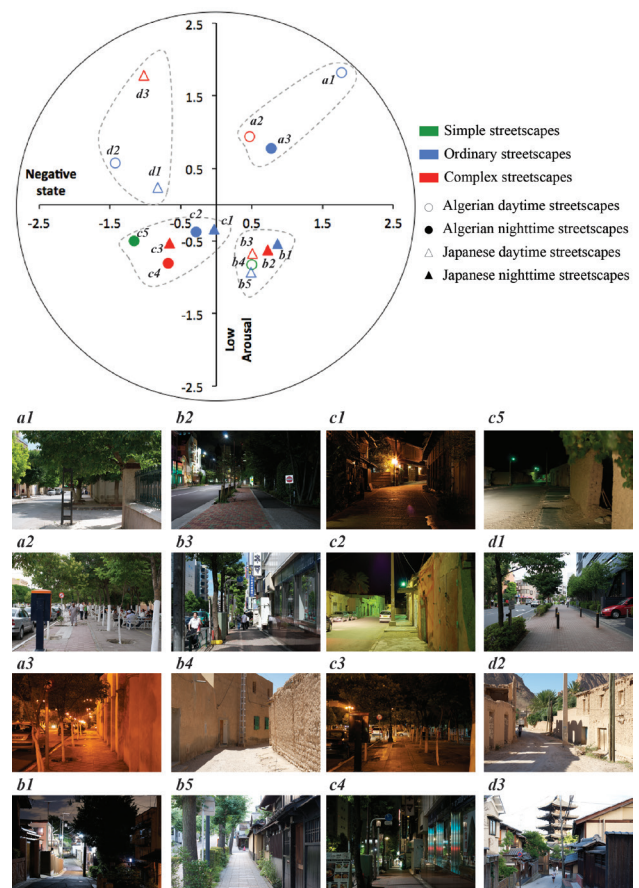 2.5
a1
d3
1.5
a2
a3
d2
0.5
d1
Negative
state
-2.5
-1.5
-0.5
0.5
1.5
2.5
c2
c1
c5
-0.5
c3
c4
b3
b4
b2
b1
b5
Low
Arousal
-1.5
-2.5
Simple streetscapes
Ordinary streetscapes
Complex streetscapes
Algerian daytime streetscapes
Algerian nighttime streetscapes
Japanese daytime streetscapes
Japanese nighttime streetscapes
a1
b2
c1
c5
a2
b3
c2
d1
a3
b4
c3
d2
b1
b5
c4
d3